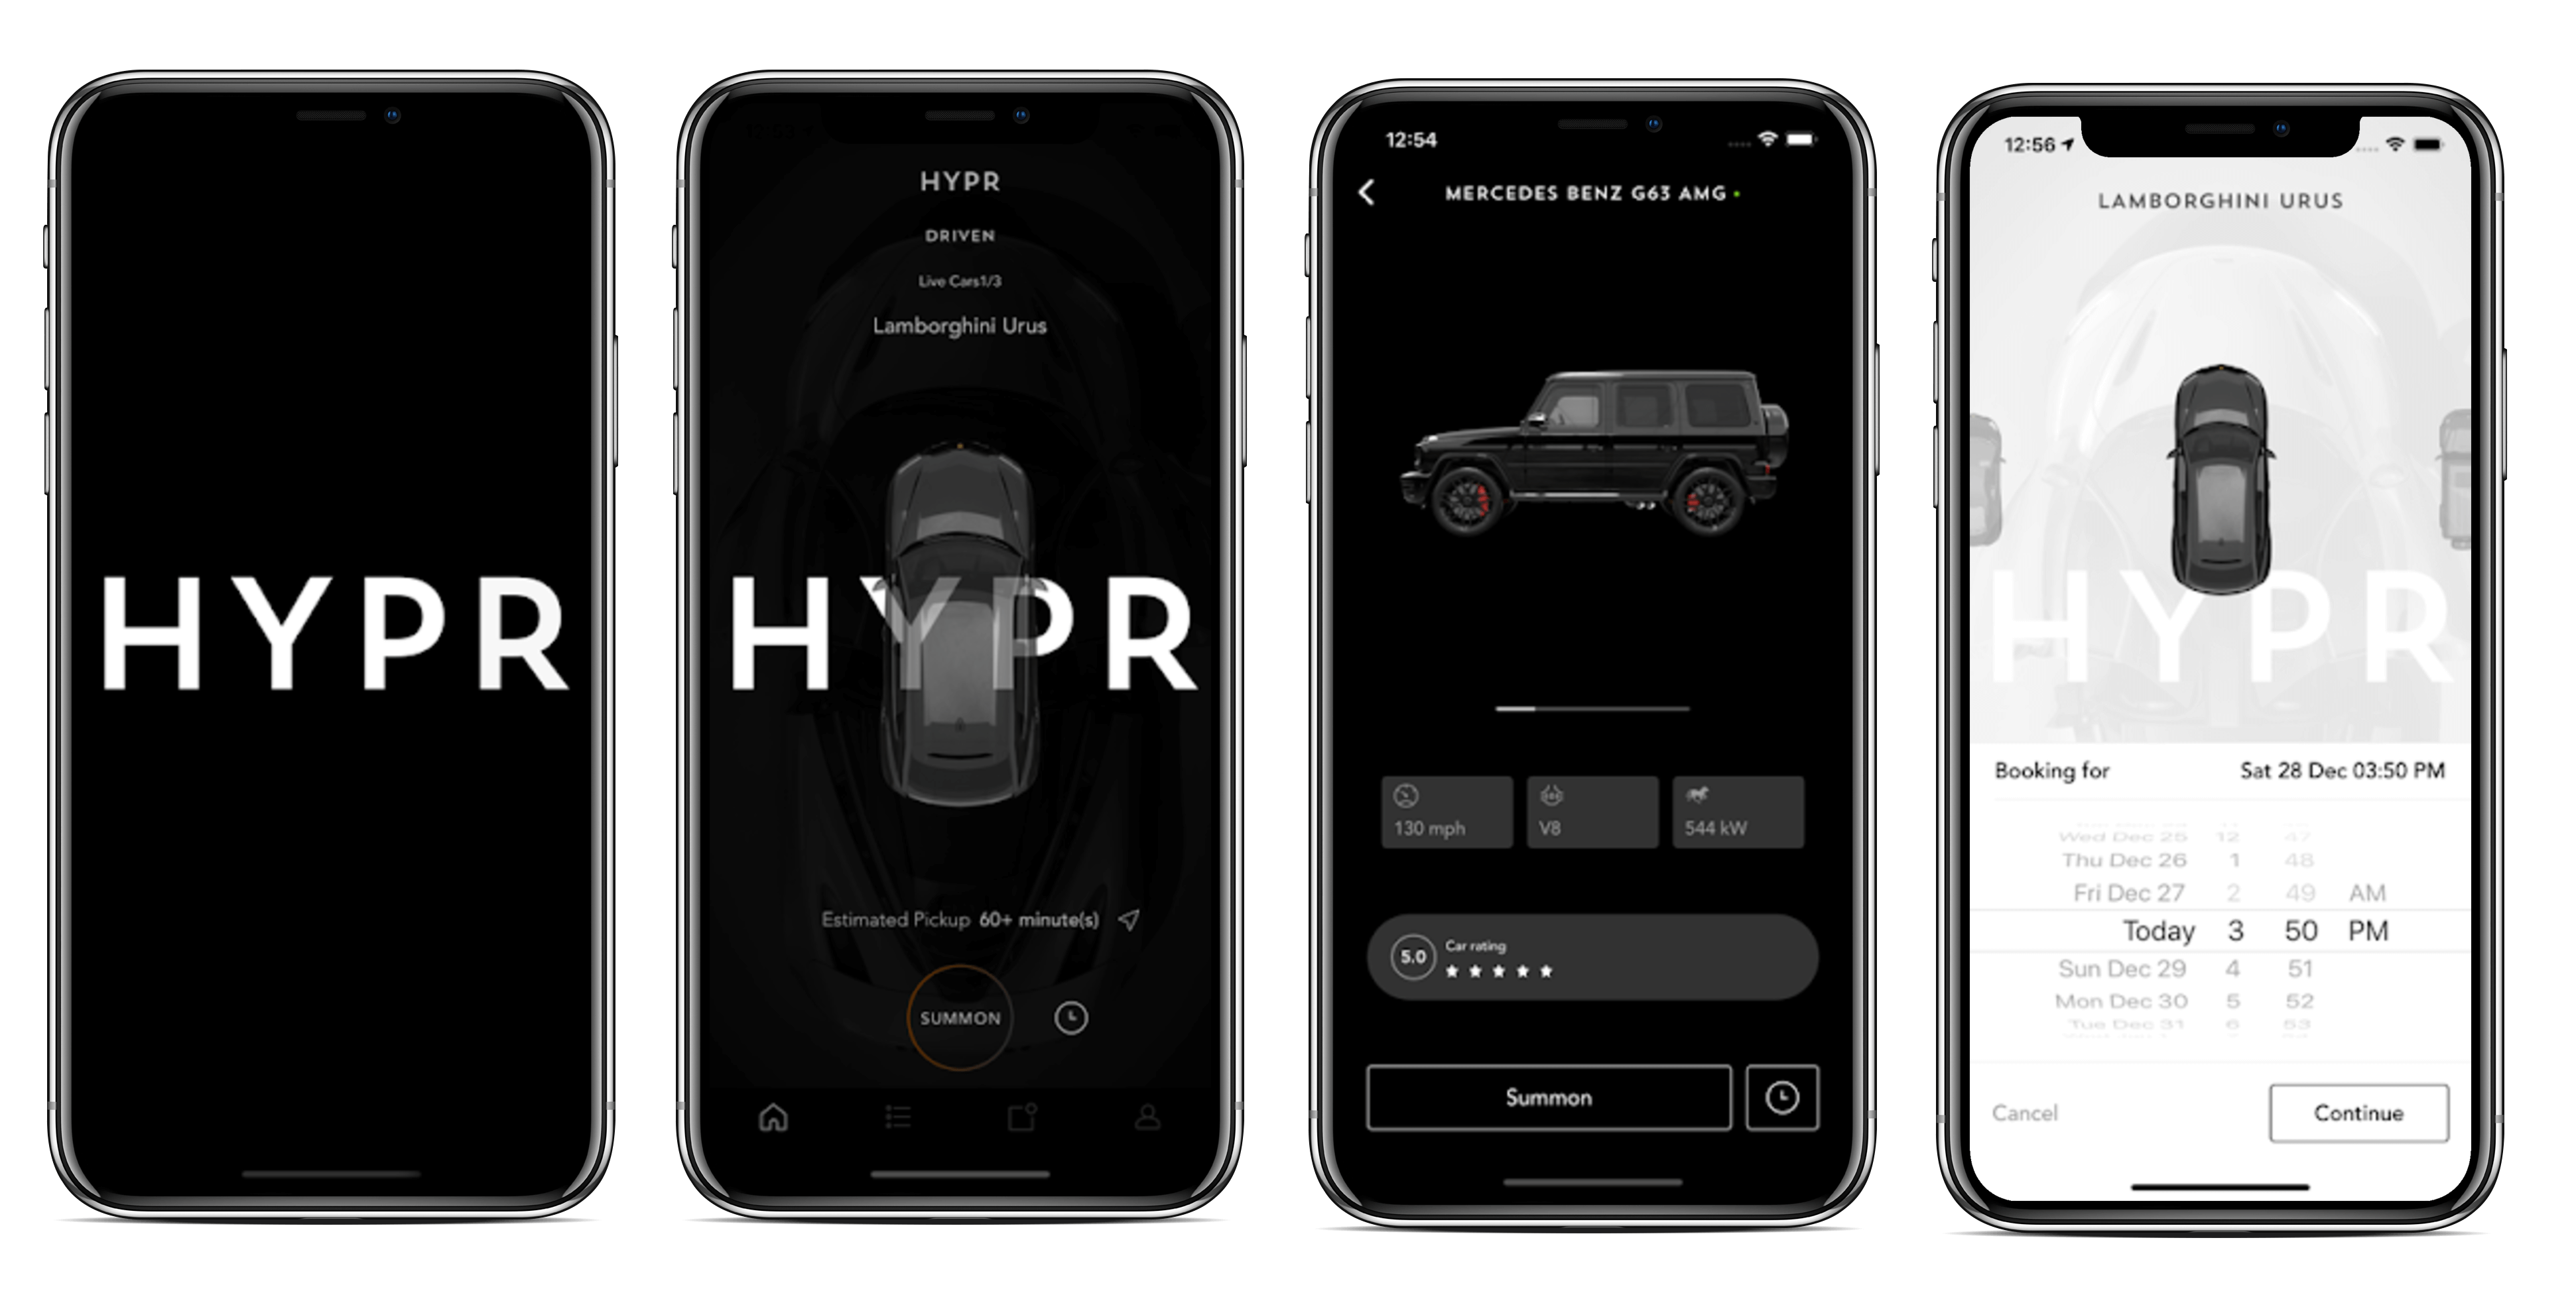 HYPR
HYPR
DRIVEN
Live Cars1/3
Lamborghini Urus
HYPR
Estimated Pickup 60+ minute(s)
SUMMON
12:54
MERCEDES BENZ G63 AMG
130 mph
V8
544 kW
5.0
Car rating
Summon
12:56
LAMBORGHINI URUS
HYPR
Booking for
Sat 28 Dec 03:50 PM
Wed Dec 25 12 47
Thu Dec 26 1 48
Fri Dec 27 2 49 AM
Today 3 50 PM
Sun Dec 29 4 51
Mon Dec 30 5 52
Tue Dec 31 6 53
Cancel
Continue